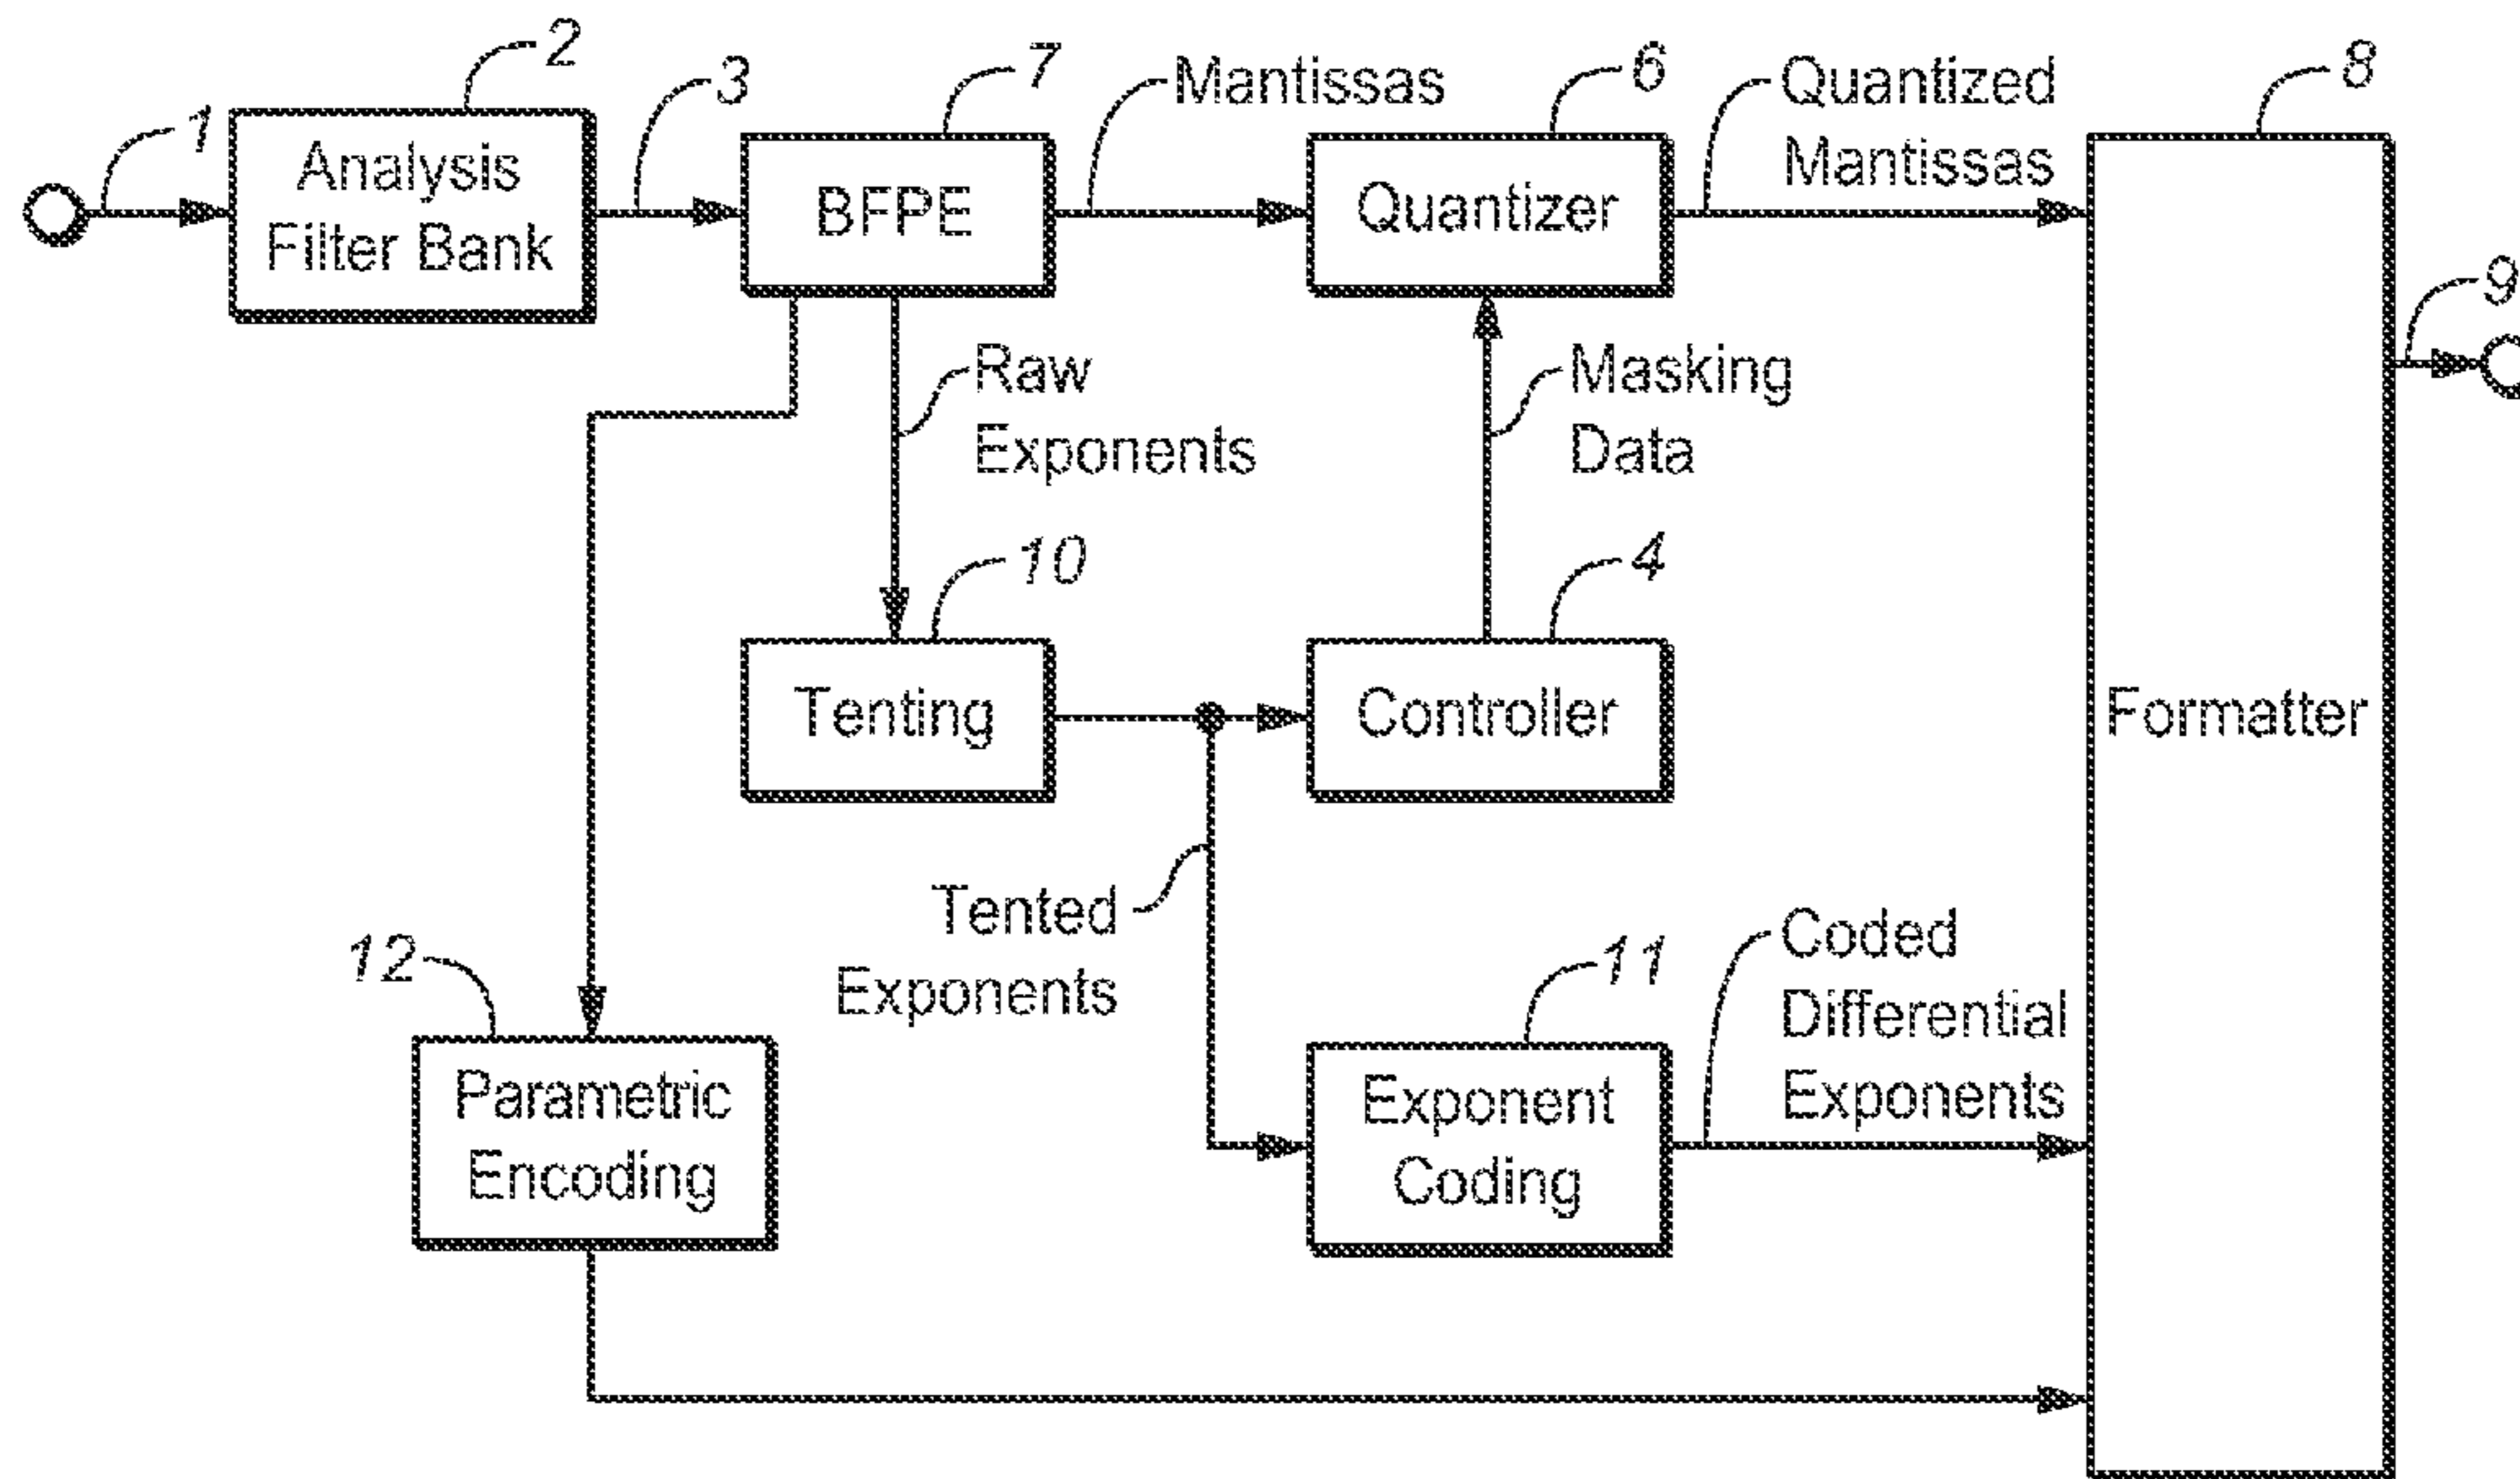 2
3
7
Mantissas
6
Quantized
Mantissas
8
1
Analysis
Filter Bank
BFPE
Quantizer
9
Raw
Exponents
Masking
Data
10
4
Tenting
Controller
Formatter
Tented
Exponents
12
11
Coded
Differential
Exponents
Parametric
Encoding
Exponent
Coding